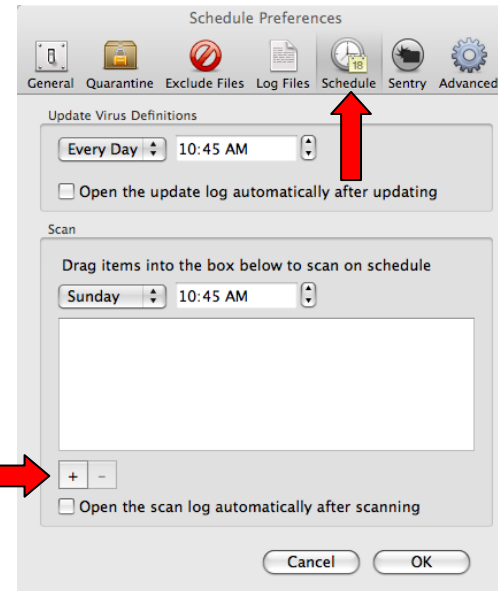 Schedule Preferences
General Quarantine Exclude Files Log Files Schedule Sentry Advanced
18
Update Virus Definitions
Every Day 10:45 AM
Open the update log automatically after updating
Scan
Drag items into the box below to scan on schedule
Sunday 10:45 AM
+ -
Open the scan log automatically after scanning
Cancel OK